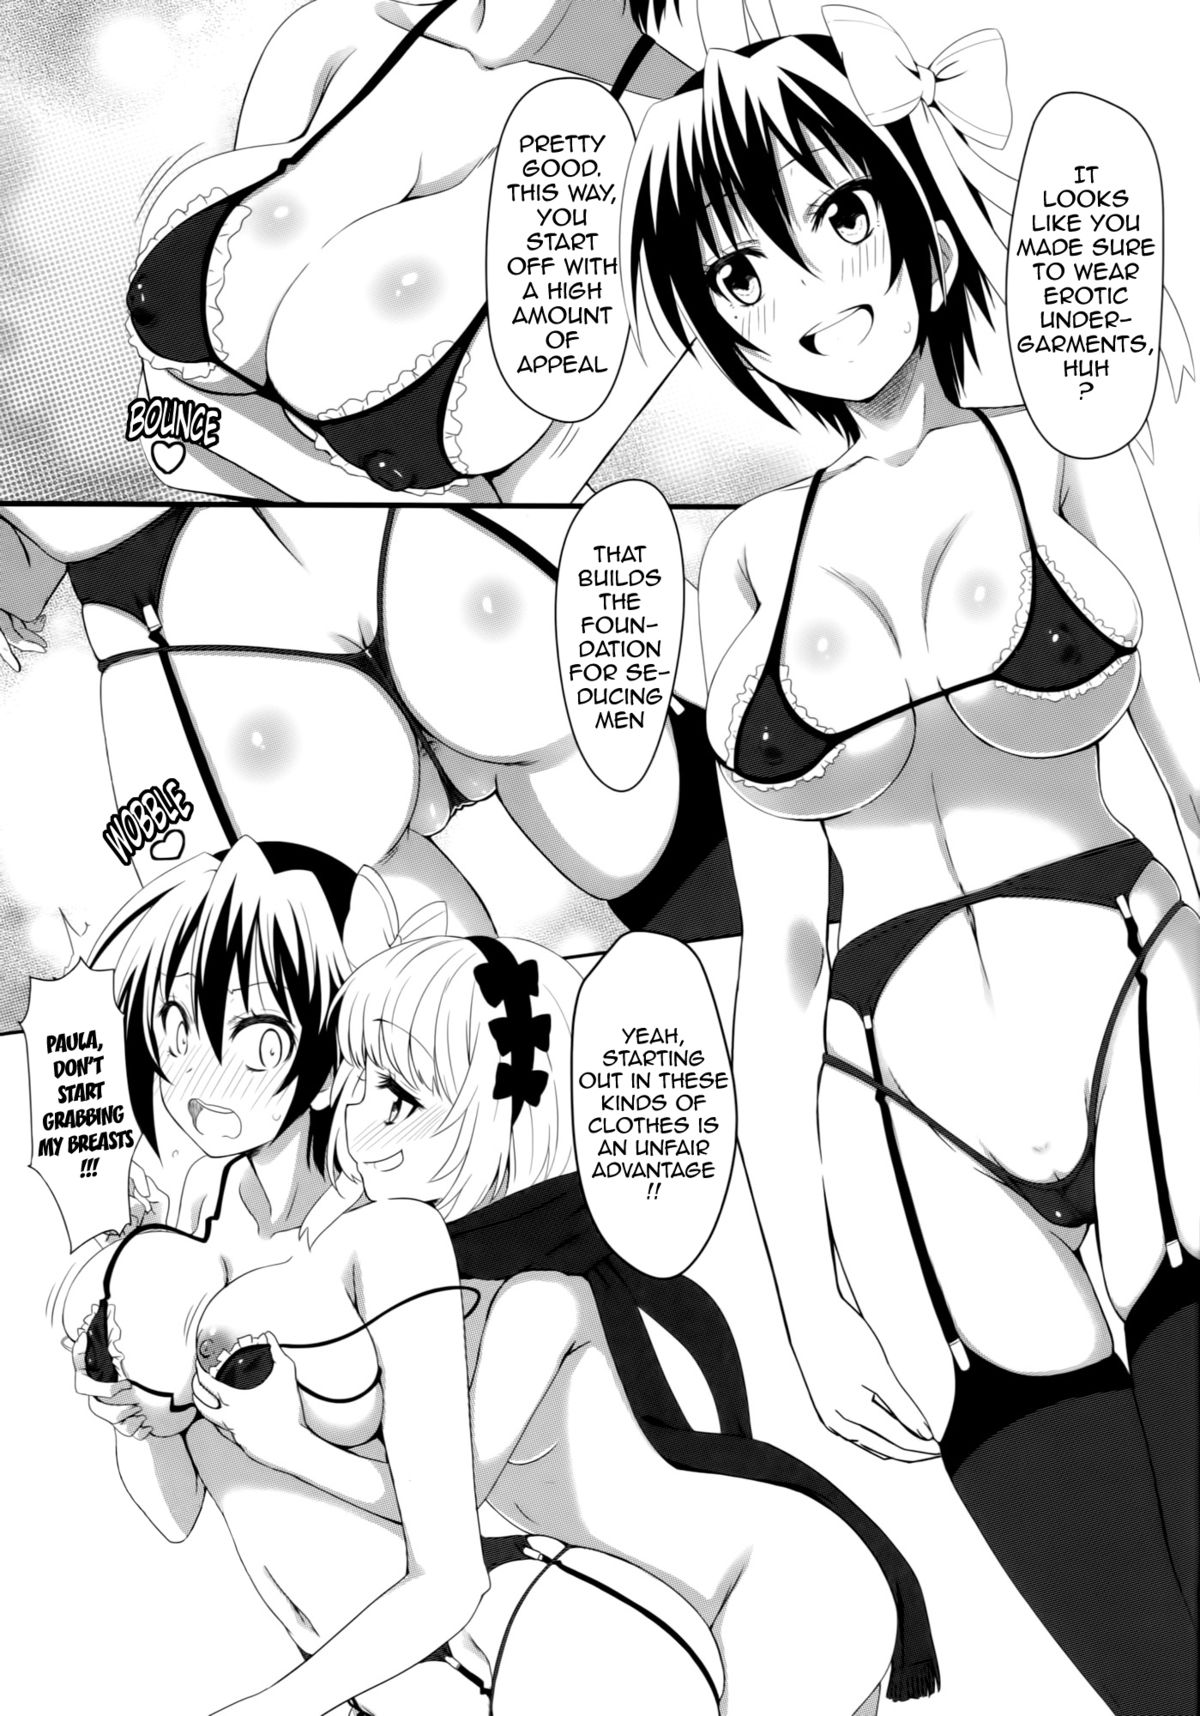 IT
LOOKS
LIKE YOU
MADE SURE
TO WEAR
EROTIC
UNDER-
GARMENTS,
HUH
?
PRETTY
GOOD.
THIS WAY,
YOU
START
OFF WITH
A HIGH
AMOUNT
OF
APPEAL
BOUNCE
THAT
BUILDS
THE
FOUN-
DATION
FOR SE-
DUCING
MEN
WOBBLE
YEAH,
STARTING
OUT IN THESE
KINDS OF
CLOTHES IS
AN UNFAIR
ADVANTAGE
!!
PAULA,
DON'T
START
GRABBING
MY BREASTS
!!!